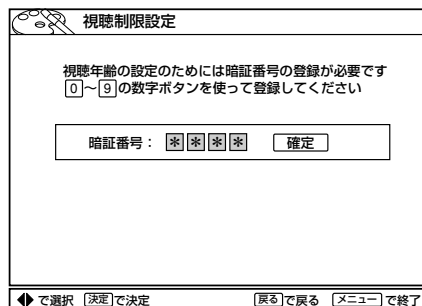 視聴制限設定
視聴年齢の設定のためには暗証番号の登録が必要です
0～9の数字ボタンを使って登録してください
暗証番号： ＊＊＊＊ 確定
で選択 決定で決定 戻るで戻る メニューで終了